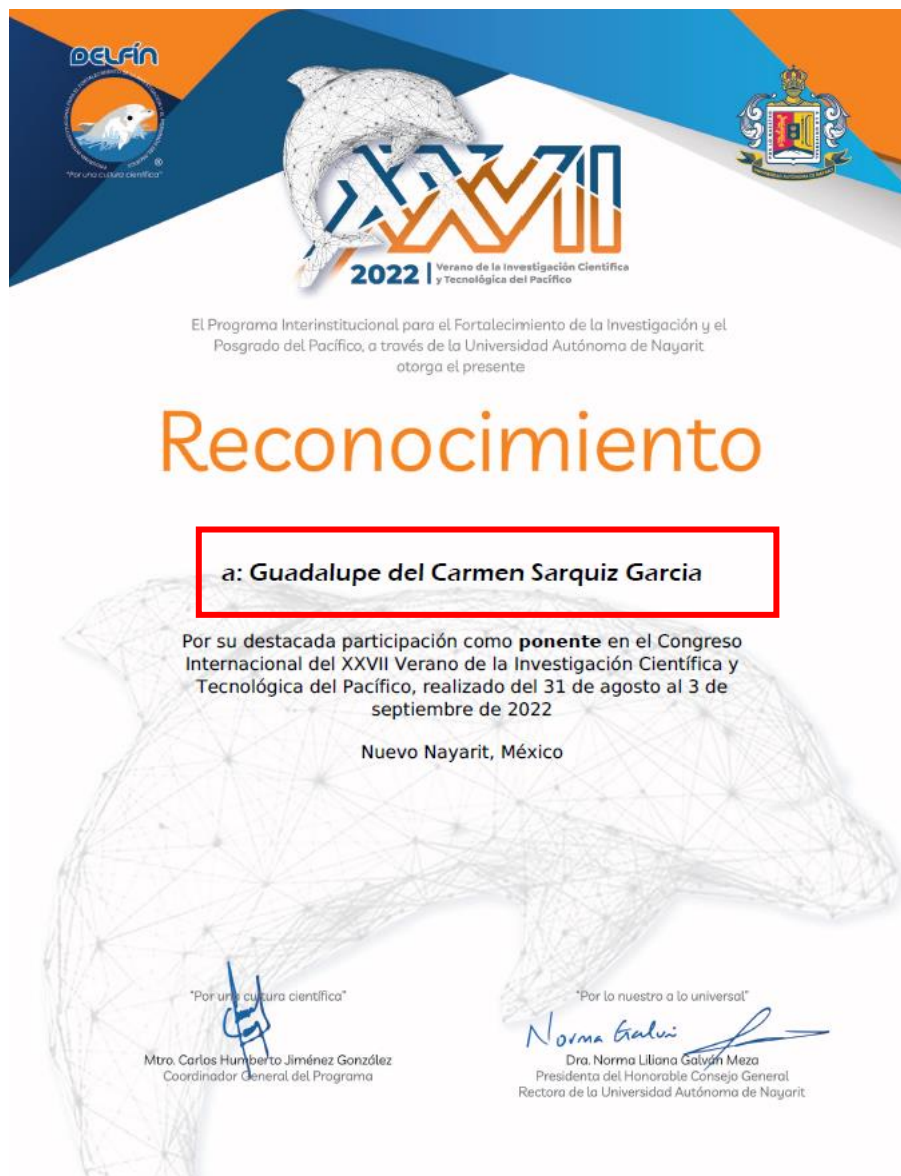 DELFÍN
"Por una cultura científica"
XXVII
2022 | Verano de la Investigación Científica
y Tecnológica del Pacífico
El Programa Interinstitucional para el Fortalecimiento de la Investigación y el
Posgrado del Pacífico, a través de la Universidad Autónoma de Nayarit
otorga el presente
Reconocimiento
a: Guadalupe del Carmen Sarquiz Garcia
Por su destacada participación como ponente en el Congreso
Internacional del XXVII Verano de la Investigación Científica y
Tecnológica del Pacífico, realizado del 31 de agosto al 3 de
septiembre de 2022
Nuevo Nayarit, México
"Por una cultura científica"
Mtro. Carlos Humberto Jiménez González
Coordinador General del Programa
"Por lo nuestro a lo universal"
Norma Galván
Dra. Norma Liliana Galván Meza
Presidenta del Honorable Consejo General
Rectora de la Universidad Autónoma de Nayarit